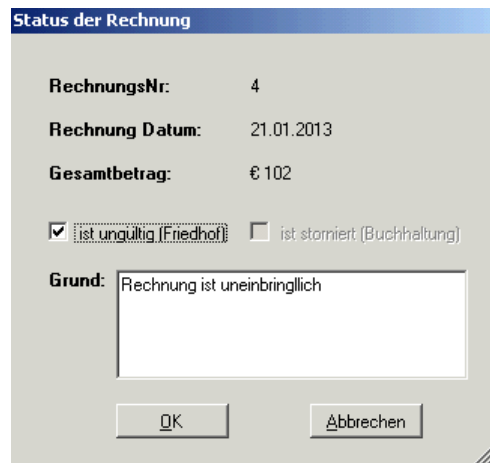 Status der Rechnung
RechnungsNr: 4
Rechnung Datum: 21.01.2013
Gesamtbetrag: € 102
ist ungültig (Friedhof) ist storniert (Buchhaltung)
Grund: Rechnung ist uneinbringllich
OK Abbrechen